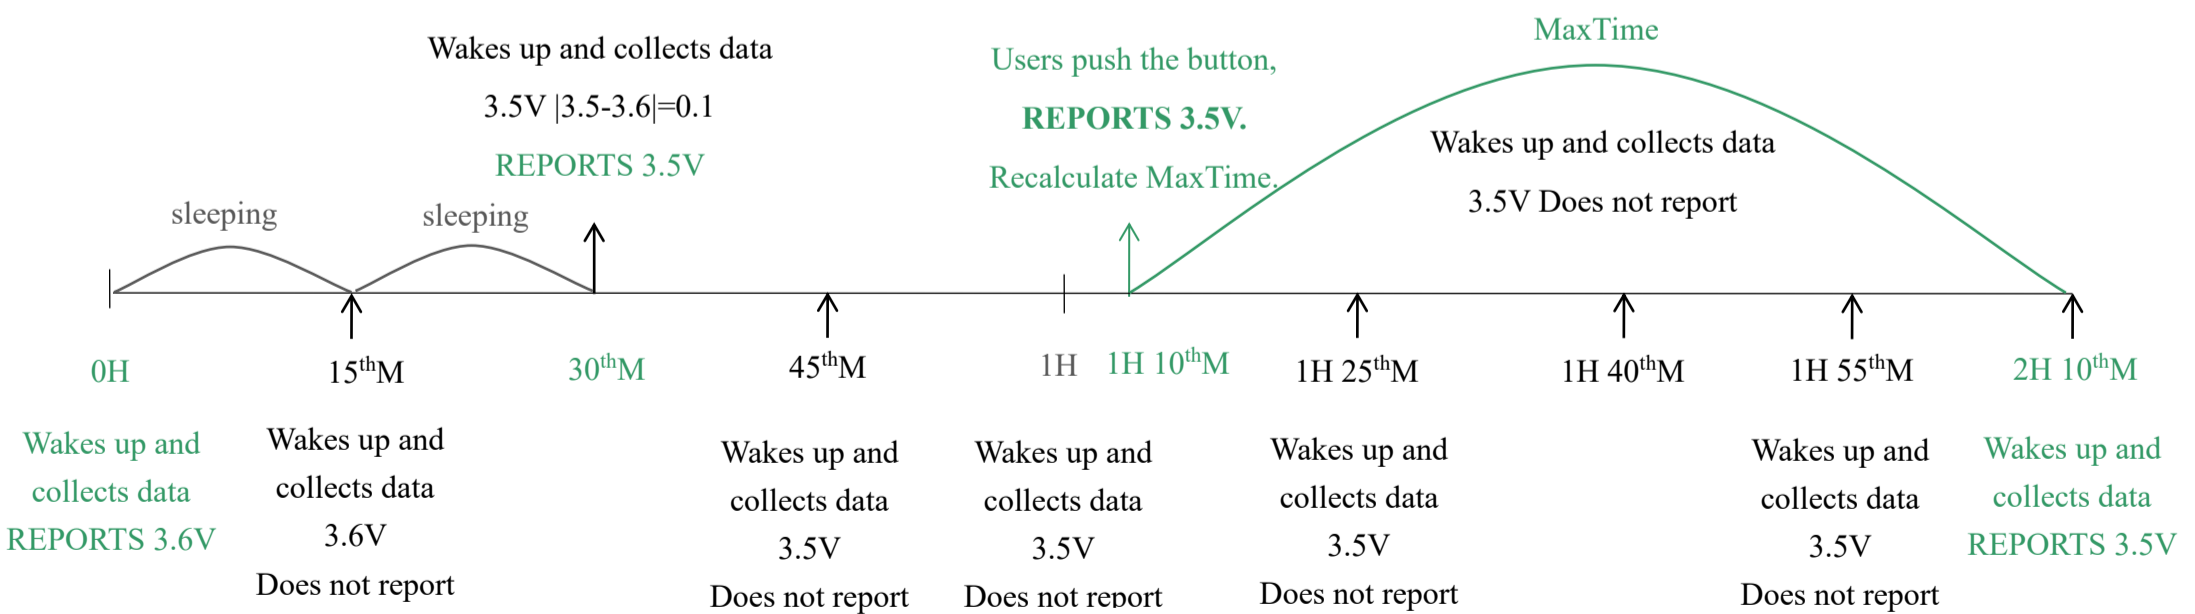 Wakes up and collects data
3.5V |3.5-3.6|=0.1
REPORTS 3.5V
Users push the button,
REPORTS 3.5V.
Recalculate MaxTime.
MaxTime
Wakes up and collects data
3.5V Does not report
sleeping
sleeping
0H
15thM
30thM
45thM
1H
1H 10thM
1H 25thM
1H 40thM
1H 55thM
2H 10thM
Wakes up and
collects data
REPORTS 3.6V
Wakes up and
collects data
3.6V
Does not report
Wakes up and
collects data
3.5V
Does not report
Wakes up and
collects data
3.5V
Does not report
Wakes up and
collects data
3.5V
Does not report
Wakes up and
collects data
3.5V
Does not report
Wakes up and
collects data
REPORTS 3.5V